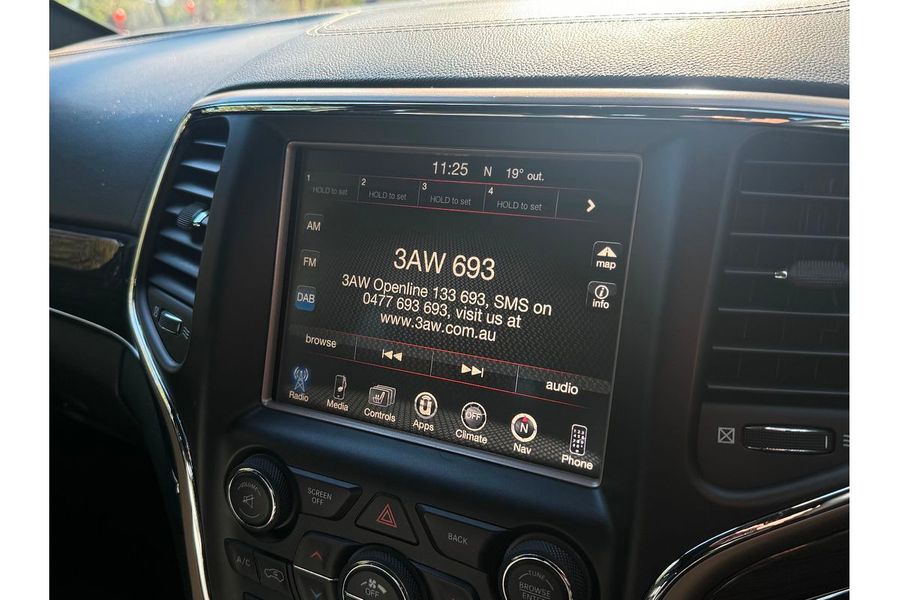 11:25 N 19° out.
1 2 3 4
HOLD to set HOLD to set HOLD to set HOLD to set
AM
FM
DAB
3AW 693
3AW Openline 133 693, SMS on
0477 693 693, visit us at
www.3aw.com.au
map
info
browse
audio
Radio Media Controls Apps Climate Nav Phone
OFF
N
VOLUME
SCREEN
OFF
BACK
A/C
OFF
TUNE
BROWSE
ENTER